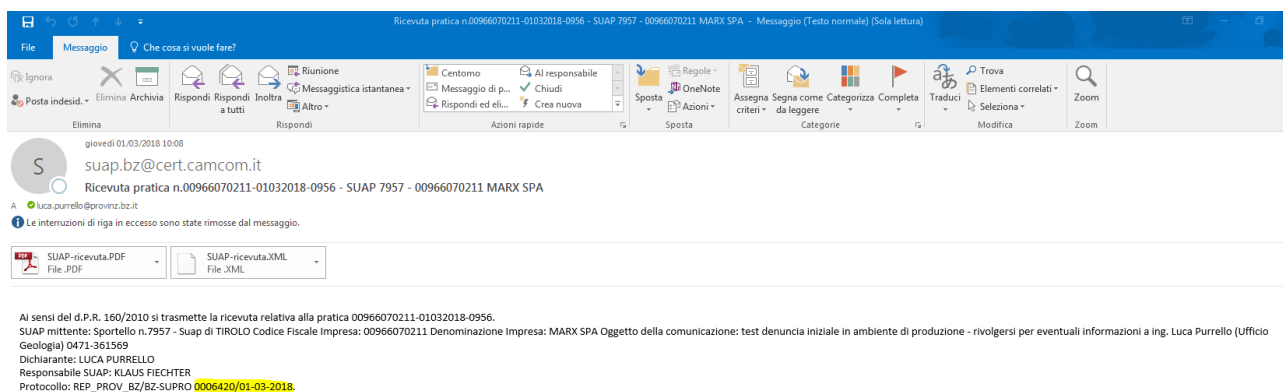 Ricevuta pratica n.00966070211-01032018-0956 - SUAP 7957 - 00966070211 MARX SPA - Messaggio (Testo normale) (Sola lettura)
File Messaggio Che cosa si vuole fare?
Ignora
Posta indesid.
Elimina
Archivia
Elimina
Rispondi
Rispondi a tutti
Inoltra
Riunione
Messaggistica istantanea
Altro
Rispondi
Centorno
Messaggio di p...
Rispondi ed eli...
Al responsabile
Chiudi
Crea nuova
Azioni rapide
Sposta
Regole
OneNote
Azioni
Sposta
Assegna criteri
Segna come da leggere
Categorizza
Completa
Categorie
Traduci
Trova
Elementi correlati
Seleziona
Modifica
Zoom
Zoom
giovedì 01/03/2018 10:08
S
suap.bz@cert.camcom.it
Ricevuta pratica n.00966070211-01032018-0956 - SUAP 7957 - 00966070211 MARX SPA
A luca.purrello@provinz.bz.it
Le interruzioni di riga in eccesso sono state rimosse dal messaggio.
PDF
SUAP-ricevuta.PDF
File .PDF
SUAP-ricevuta.XML
File .XML
Ai sensi del d.P.R. 160/2010 si trasmette la ricevuta relativa alla pratica 00966070211-01032018-0956.
SUAP mittente: Sportello n.7957 - Suap di TIROLO Codice Fiscale Impresa: 00966070211 Denominazione Impresa: MARX SPA Oggetto della comunicazione: test denuncia iniziale in ambiente di produzione - rivolgersi per eventuali informazioni a ing. Luca Purrello (Ufficio
Geologia) 0471-361569
Dichiarante: LUCA PURRELLO
Responsabile SUAP: KLAUS FIECHTER
Protocollo: REP_PROV_BZ/BZ-SUPRO 0006420/01-03-2018.